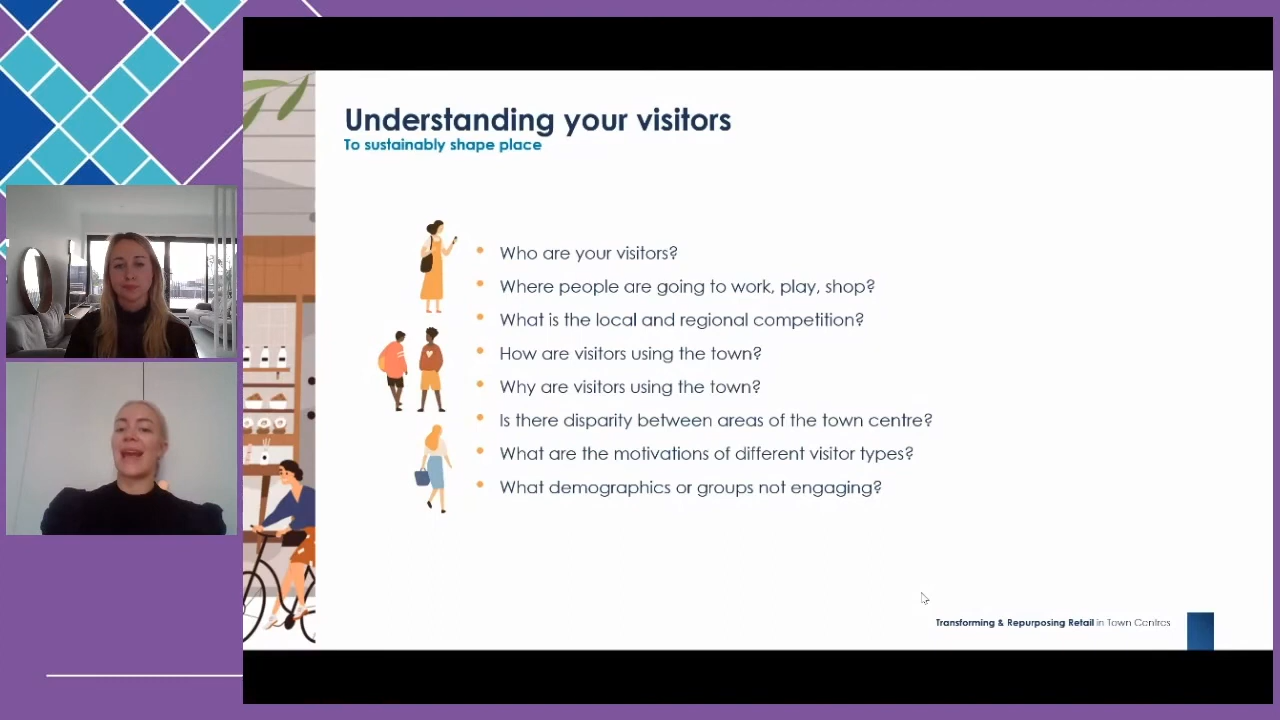 Understanding your visitors
To sustainably shape place
• Who are your visitors?
• Where people are going to work, play, shop?
• What is the local and regional competition?
• How are visitors using the town?
• Why are visitors using the town?
• Is there disparity between areas of the town centre?
• What are the motivations of different visitor types?
• What demographics or groups not engaging?
Transforming & Repurposing Retail in Town Centres